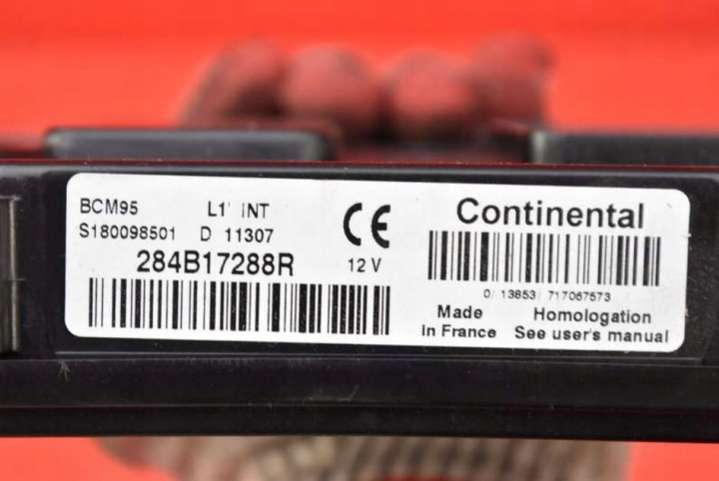 BCM95 L1' INT
S180098501 D 11307
284B17288R
12 V
CE
Continental
0/ 13853/ 717067573
Made in France
Homologation
See user's manual